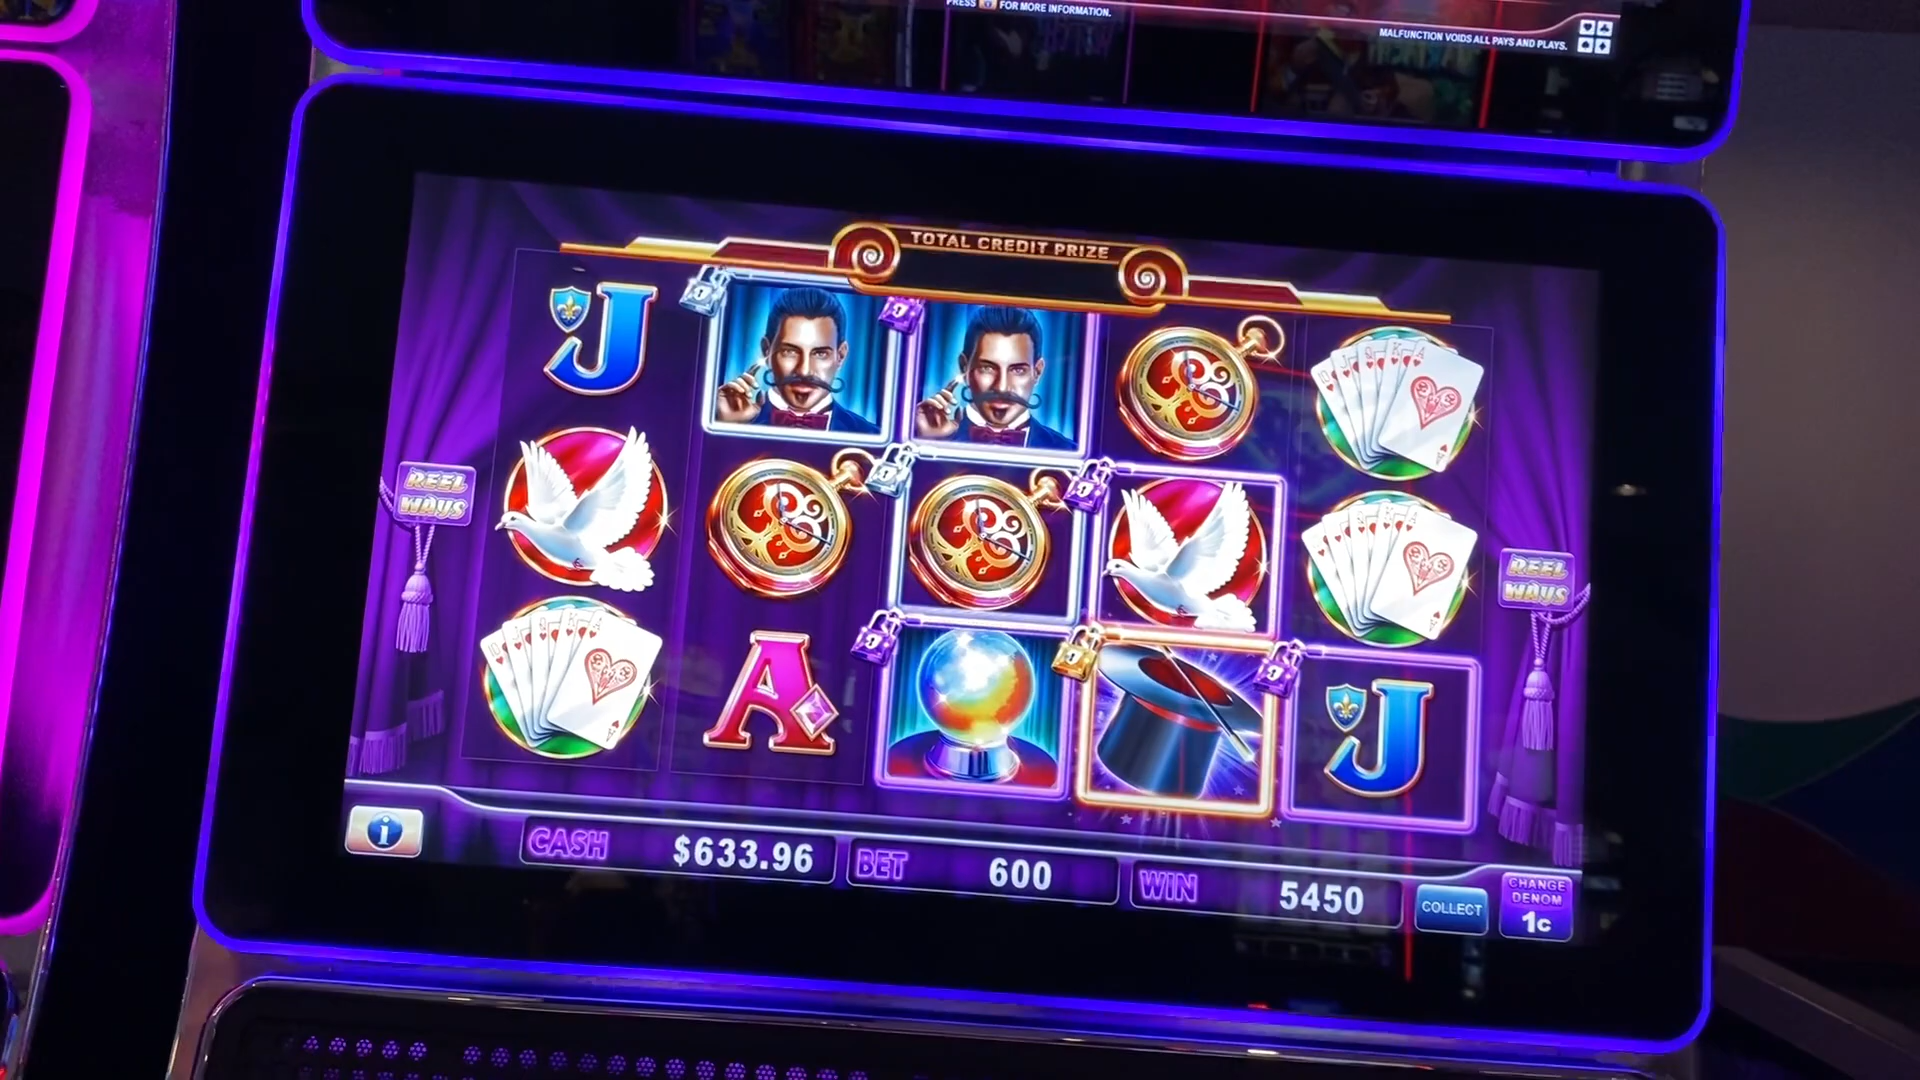 PRESS i FOR MORE INFORMATION.
MALFUNCTION VOIDS ALL PAYS AND PLAYS.
TOTAL CREDIT PRIZE
J
REEL
WAYS
A
REEL
WAYS
J
i
CASH $633.96
BET 600
WIN 5450
COLLECT
CHANGE
DENOM
1¢